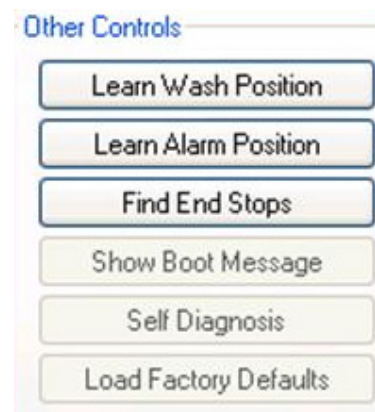 Other Controls
Learn Wash Position
Learn Alarm Position
Find End Stops
Show Boot Message
Self Diagnosis
Load Factory Defaults